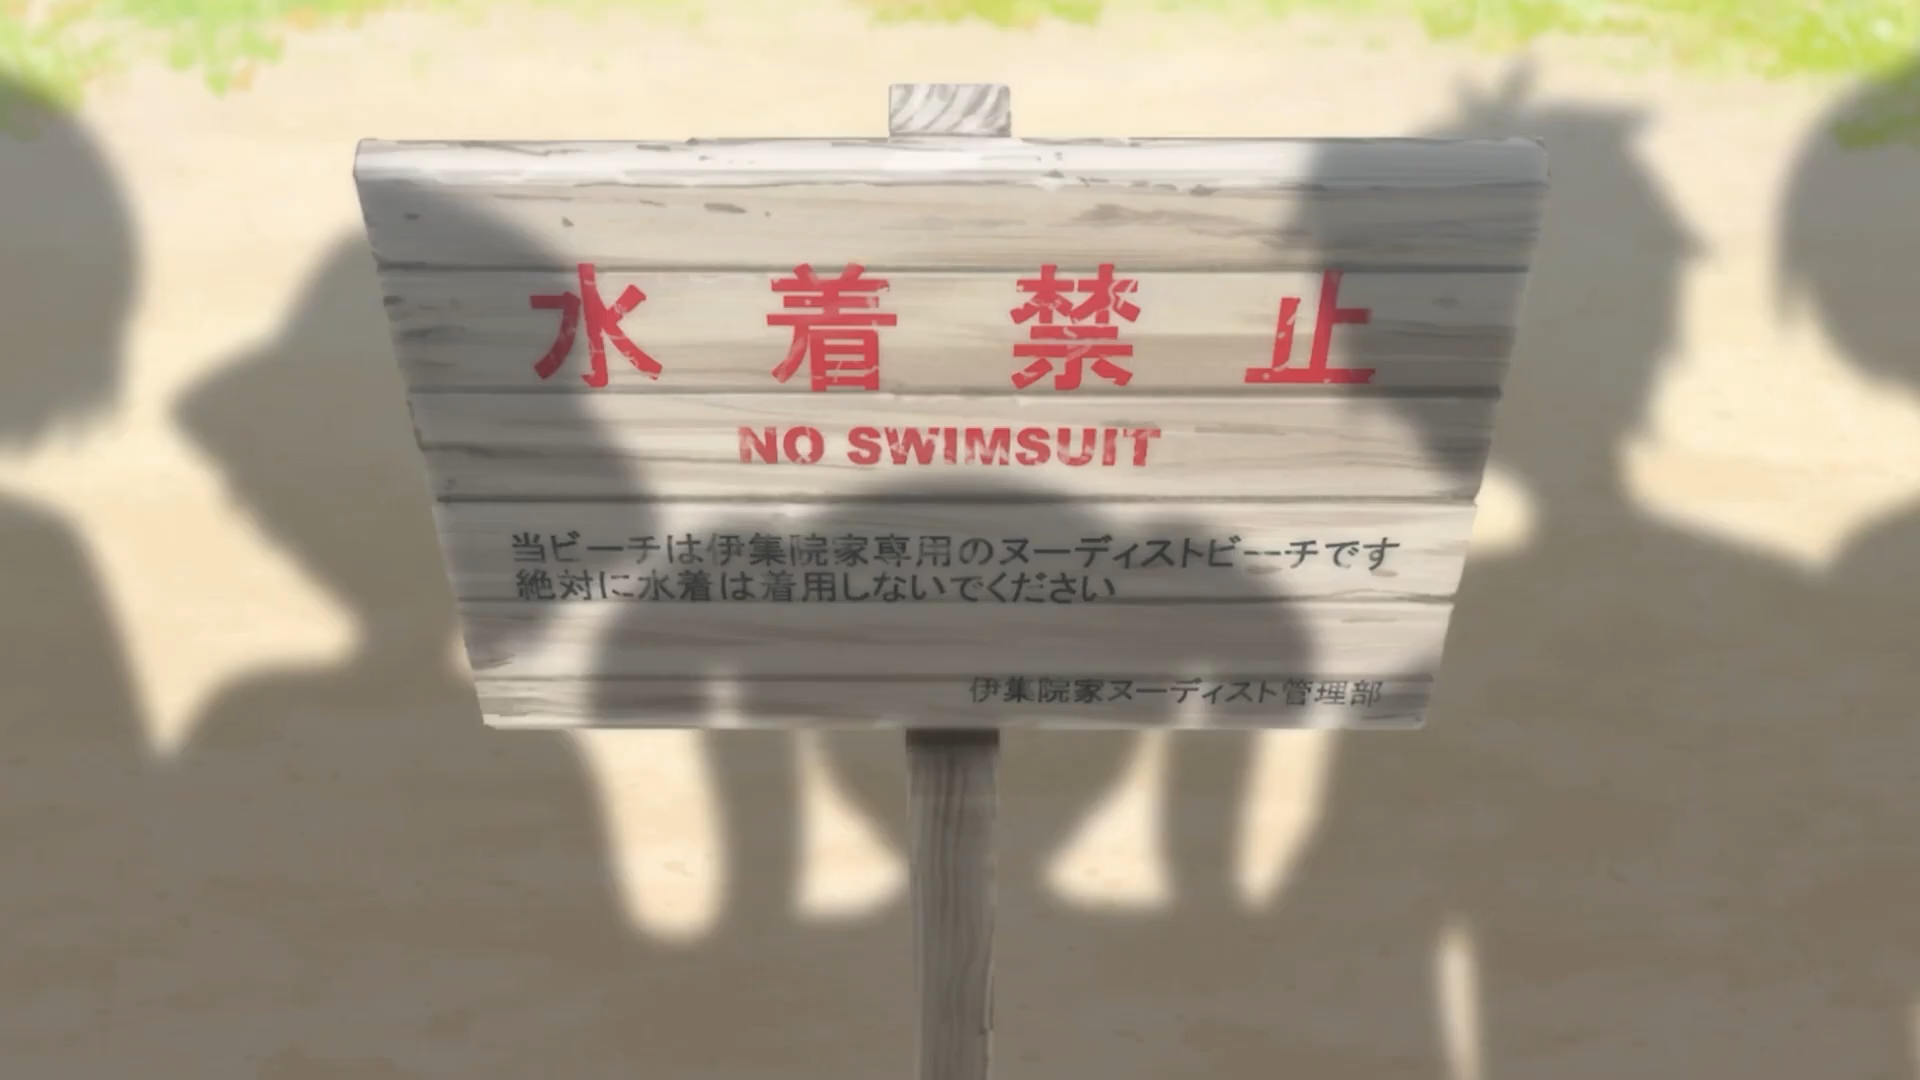 水着禁止
NO SWIMSUIT
当ビーチは伊集院家専用のヌーディストビーチです
絶対に水着は着用しないでください
伊集院家ヌーディスト管理部